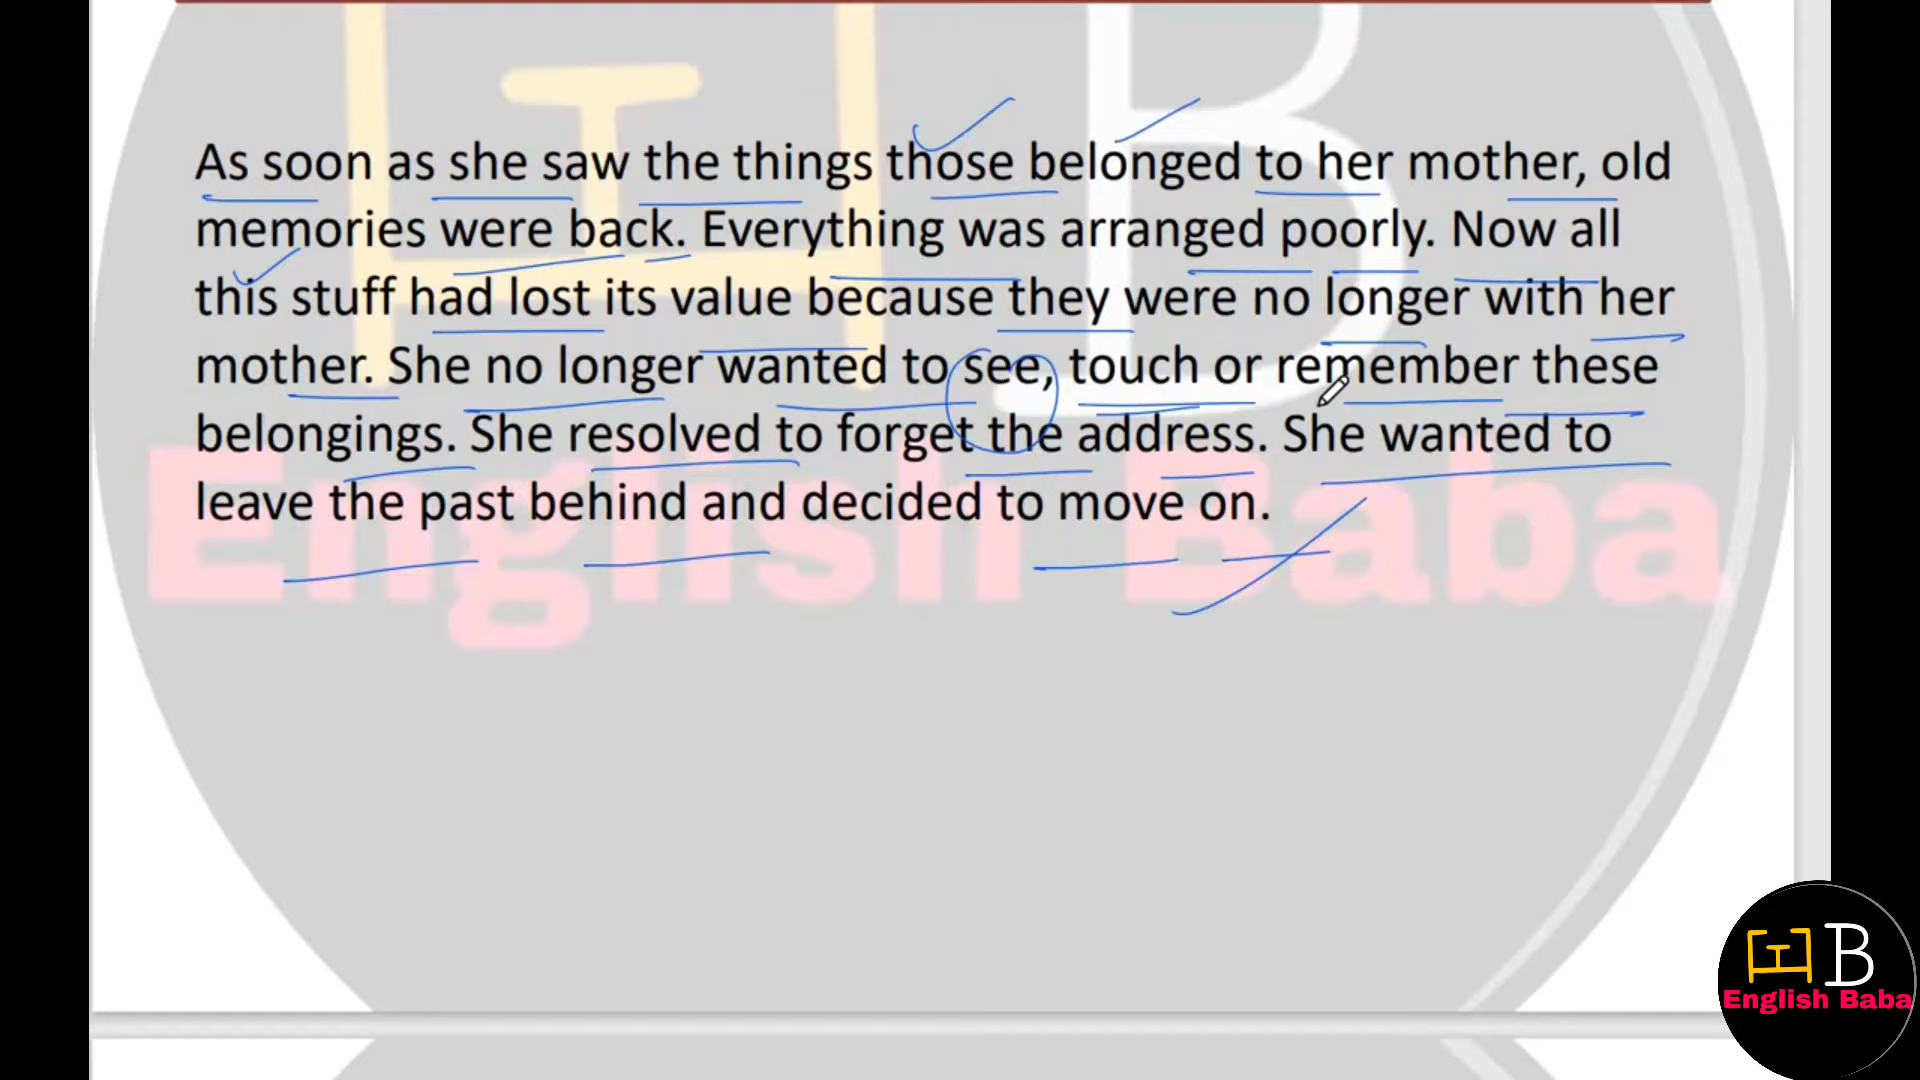 As soon as she saw the things those belonged to her mother, old
memories were back. Everything was arranged poorly. Now all
this stuff had lost its value because they were no longer with her
mother. She no longer wanted to see, touch or remember these
belongings. She resolved to forget the address. She wanted to
leave the past behind and decided to move on.
English Baba
B
English Baba